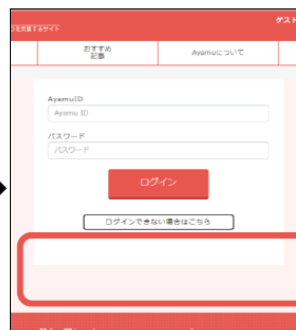 ゲスト
を支援するサイト
おすすめ
記事
Ayamuについて
AyamuID
Ayamu ID
パスワード
パスワード
ログイン
ログインできない場合はこちら